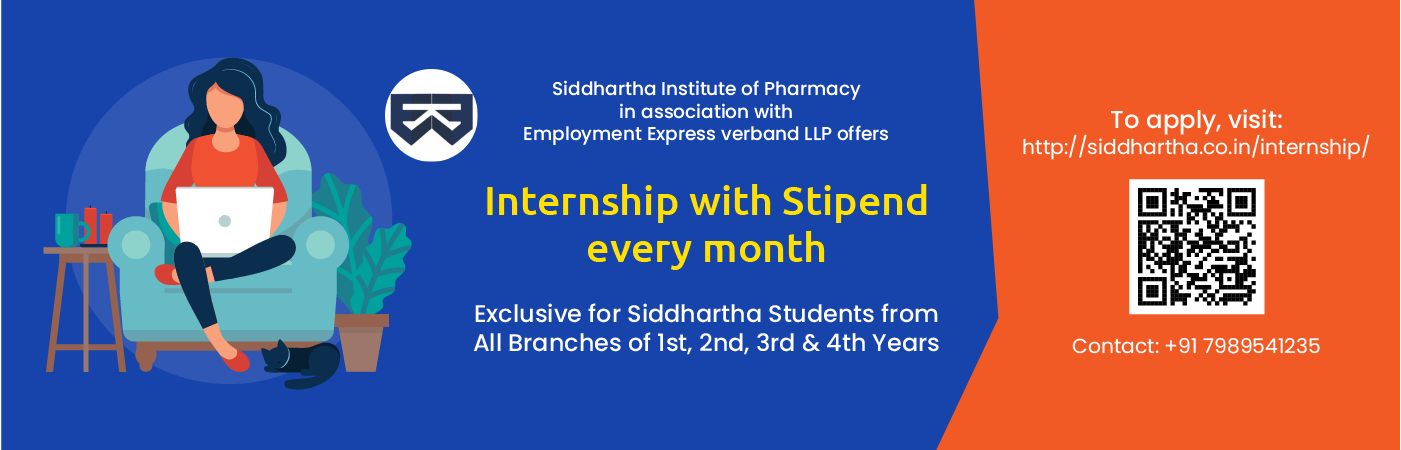 Siddhartha Institute of Pharmacy
in association with
Employment Express verband LLP offers
Internship with Stipend
every month
Exclusive for Siddhartha Students from
All Branches of 1st, 2nd, 3rd & 4th Years
To apply, visit:
http://siddhartha.co.in/internship/
Contact: +91 7989541235